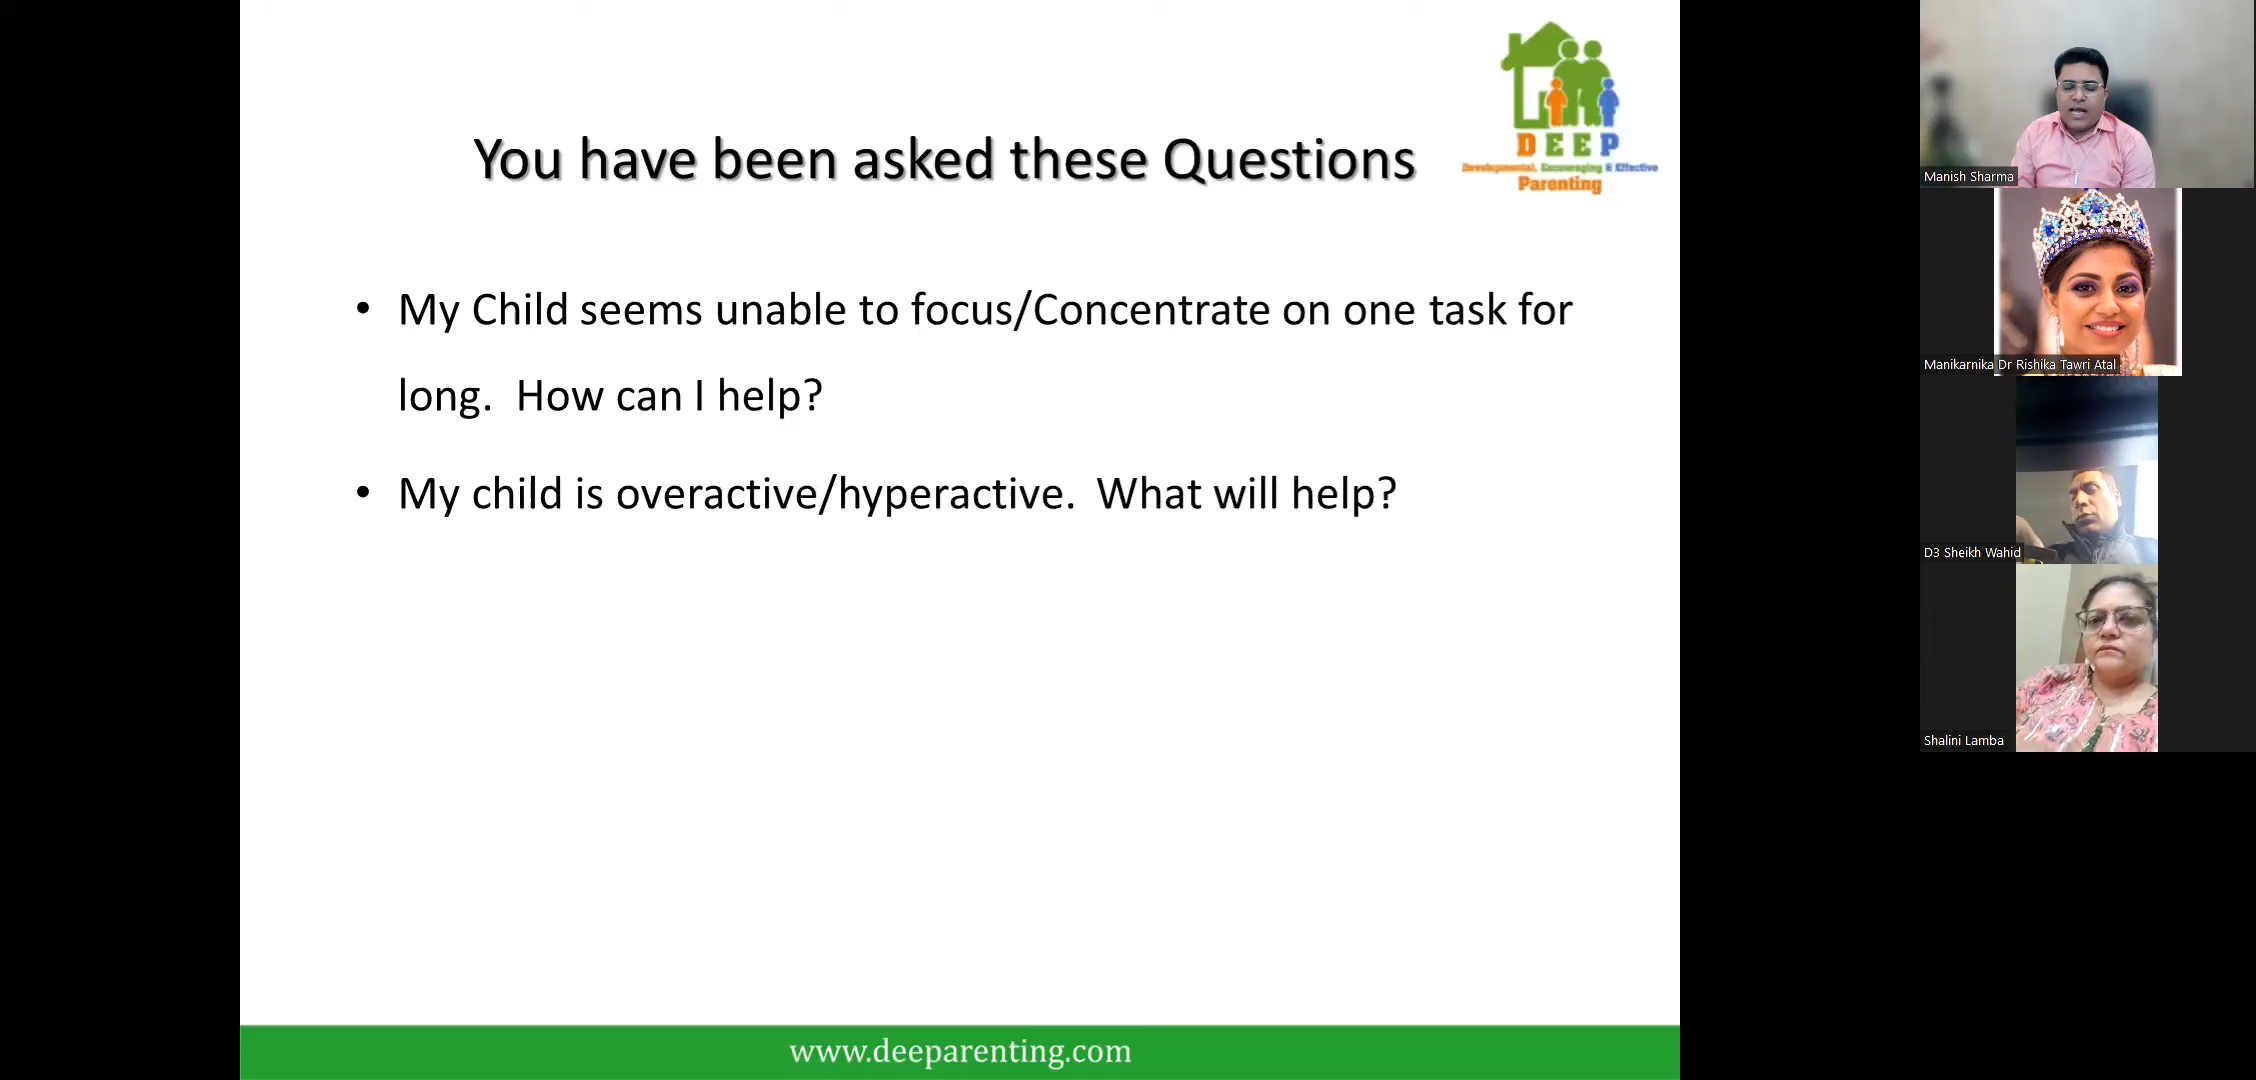 You have been asked these Questions
DEEP
Developmental, Encouraging & Effective
Parenting
• My Child seems unable to focus/Concentrate on one task for
long.  How can I help?
• My child is overactive/hyperactive.  What will help?
www.deeparenting.com
Manish Sharma
Manikarnika Dr Rishika Tawri Atal
D3 Sheikh Wahid
Shalini Lamba